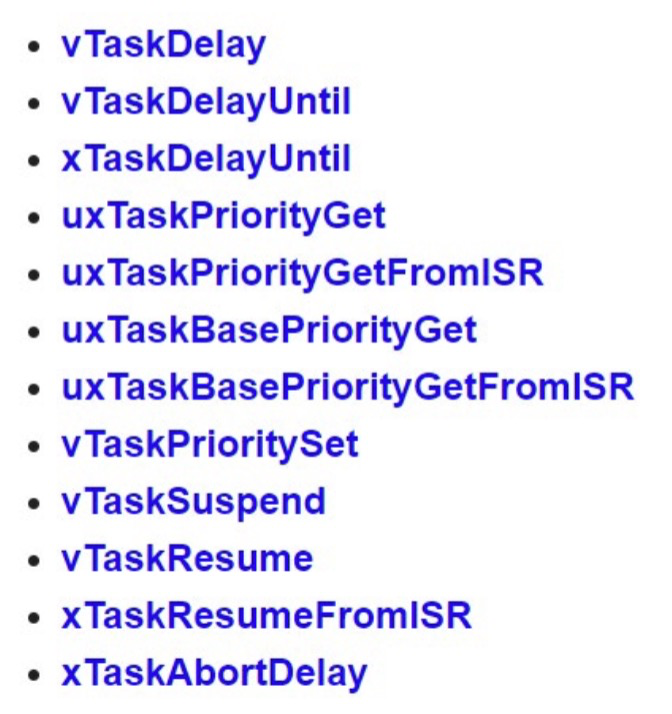 • vTaskDelay
• vTaskDelayUntil
• xTaskDelayUntil
• uxTaskPriorityGet
• uxTaskPriorityGetFromISR
• uxTaskBasePriorityGet
• uxTaskBasePriorityGetFromISR
• vTaskPrioritySet
• vTaskSuspend
• vTaskResume
• xTaskResumeFromISR
• xTaskAbortDelay